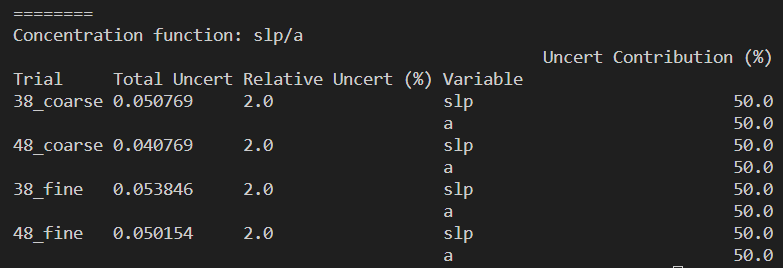 ========
Concentration function: slp/a
Uncert Contribution (%)
Trial Total Uncert Relative Uncert (%) Variable
38_coarse 0.050769 2.0 slp 50.0
a 50.0
48_coarse 0.040769 2.0 slp 50.0
a 50.0
38_fine 0.053846 2.0 slp 50.0
a 50.0
48_fine 0.050154 2.0 slp 50.0
a 50.0